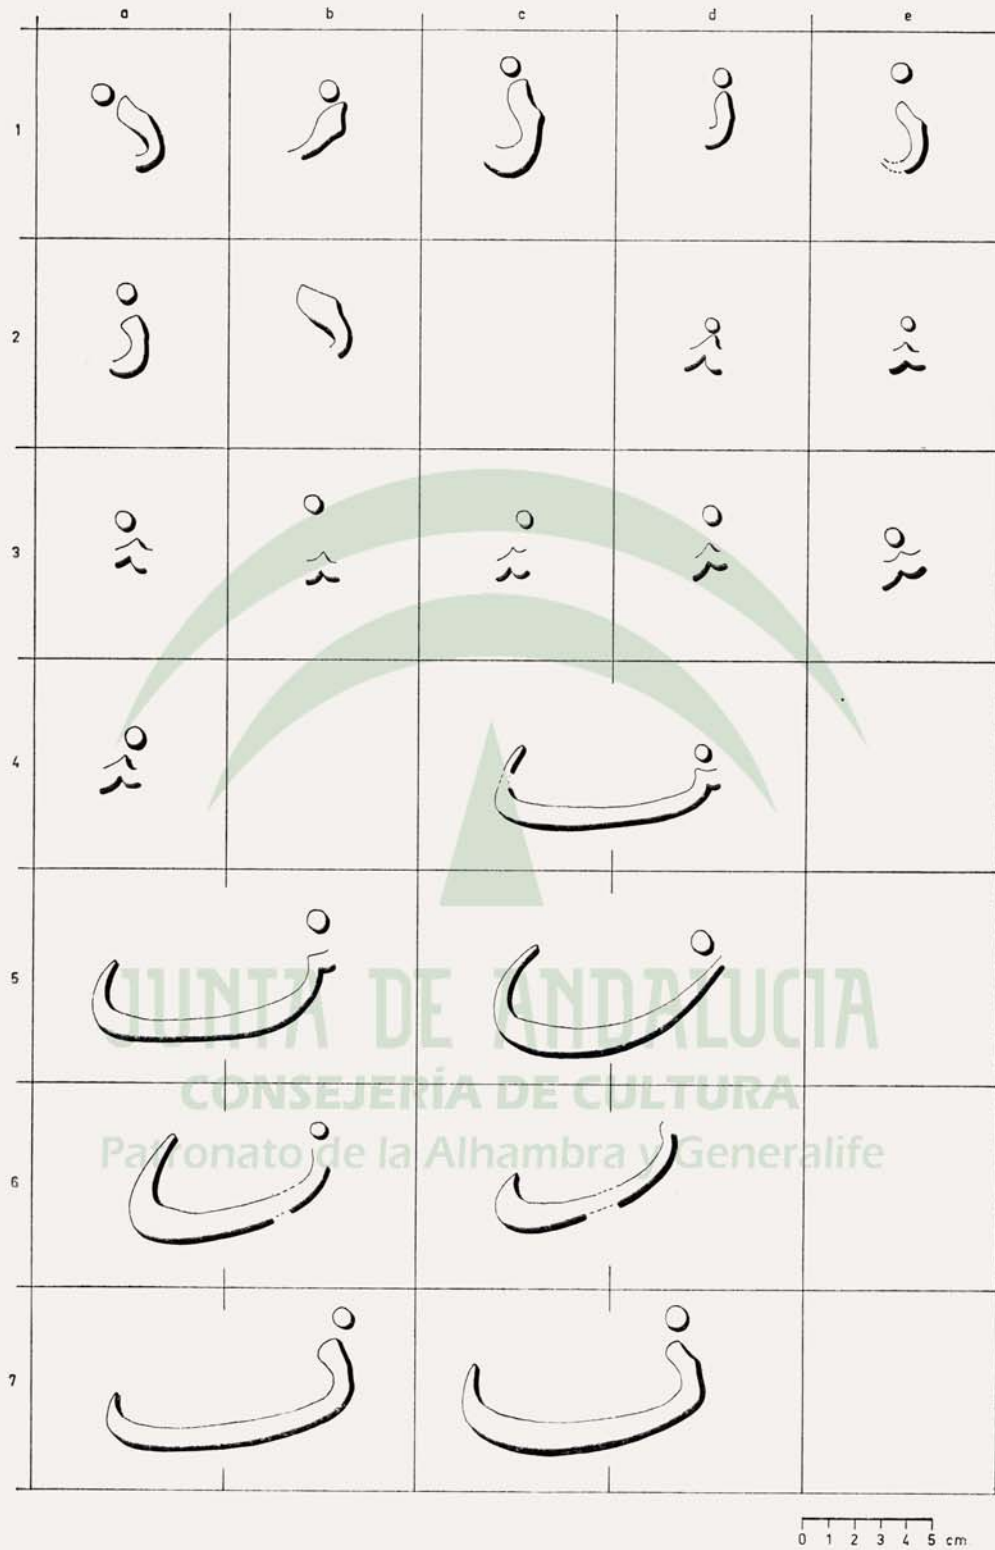 a b c d e
1
2
3
4
5
JUNTA DE ANDALUCIA
CONSEJERÍA DE CULTURA
Patronato de la Alhambra y Generalife
6
7
0 1 2 3 4 5 cm